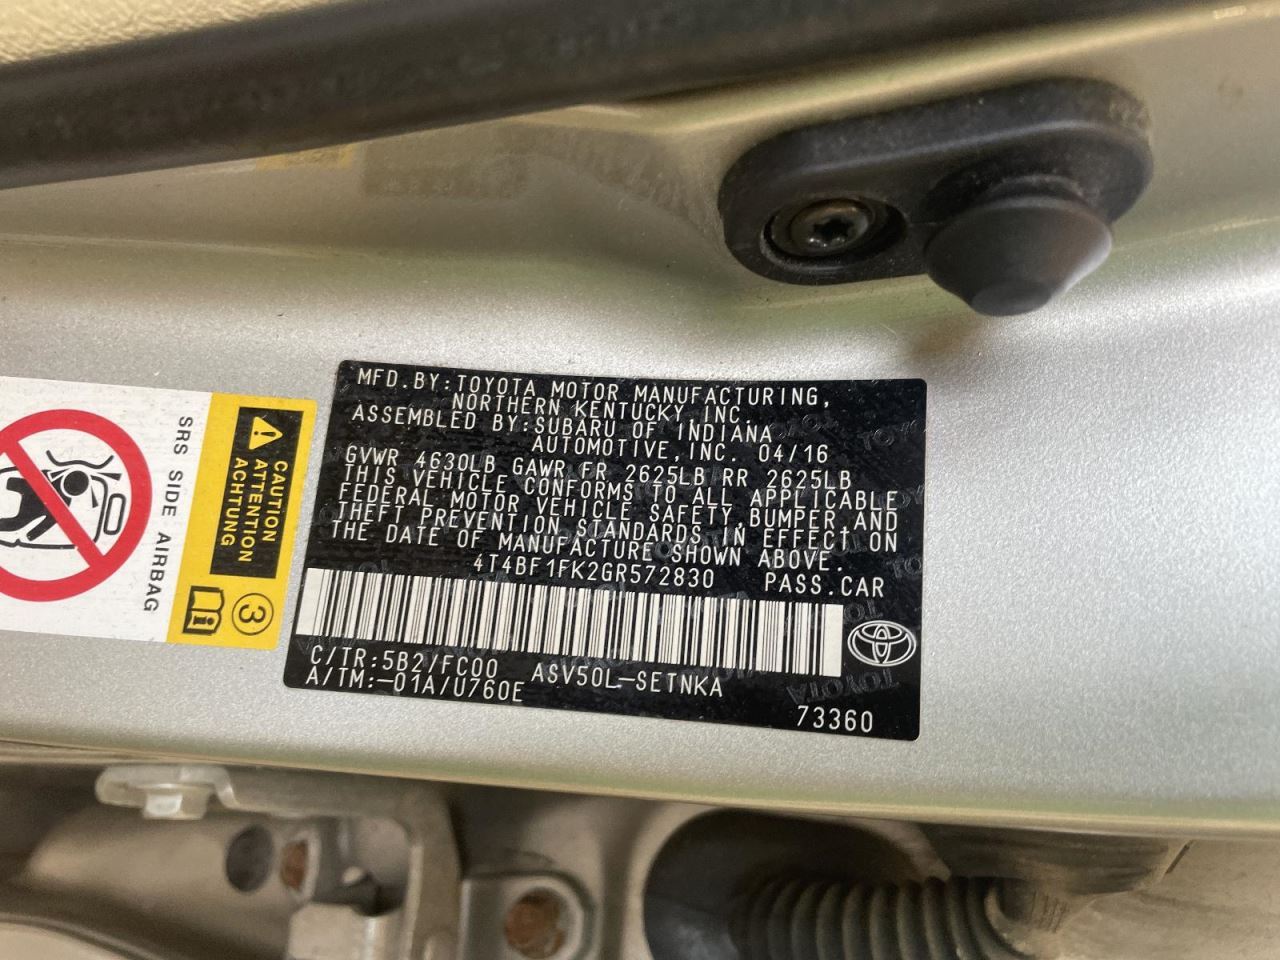 MFD.BY:TOYOTA MOTOR MANUFACTURING,
NORTHERN KENTUCKY,INC.
ASSEMBLED BY:SUBARU OF INDIANA
AUTOMOTIVE,INC. 04/16
GVWR 4630LB GAWR FR 2625LB RR 2625LB
THIS VEHICLE CONFORMS TO ALL APPLICABLE
FEDERAL MOTOR VEHICLE SAFETY,BUMPER,AND
THEFT PREVENTION STANDARDS IN EFFECT ON
THE DATE OF MANUFACTURE SHOWN ABOVE.
4T4BF1FK2GR572830 PASS.CAR
C/TR:5B2/FC00 ASV50L-SETNKA
A/TM:-01A/U760E
73360
CAUTION
ATTENTION
ACHTUNG
3
SRS SIDE AIRBAG